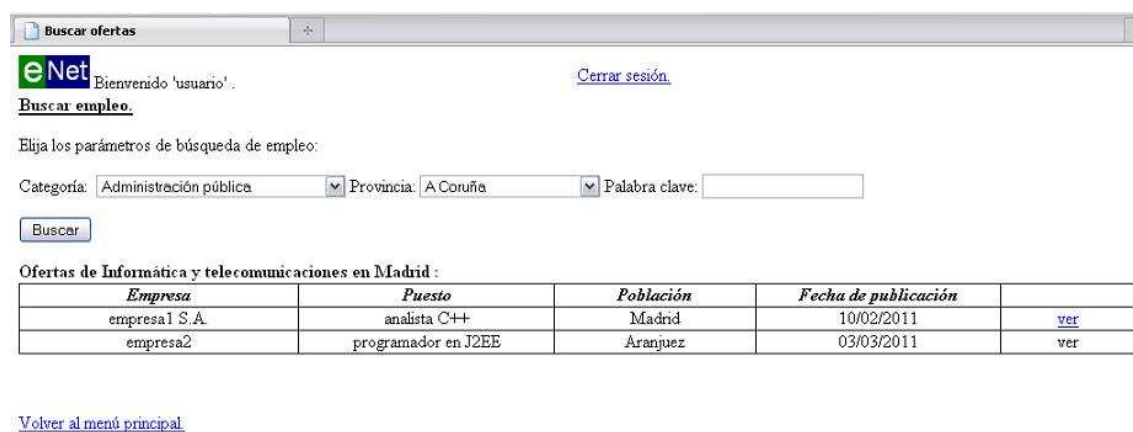 Buscar ofertas
eNet Bienvenido 'usuario' . Cerrar sesión.
Buscar empleo.
Elija los parámetros de búsqueda de empleo:
Categoría: Administración pública Provincia: A Coruña Palabra clave:
Buscar
Ofertas de Informática y telecomunicaciones en Madrid :
Empresa Puesto Población Fecha de publicación
empresa1 S.A. analista C++ Madrid 10/02/2011 ver
empresa2 programador en J2EE Aranjuez 03/03/2011 ver
Volver al menú principal.